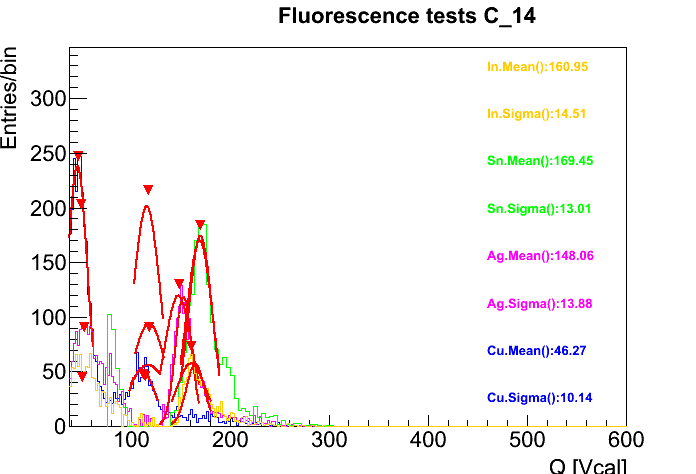 Fluorescence tests C_14
Entries/bin
300
250
200
150
100
50
0
In.Mean():160.95
In.Sigma():14.51
Sn.Mean():169.45
Sn.Sigma():13.01
Ag.Mean():148.06
Ag.Sigma():13.88
Cu.Mean():46.27
Cu.Sigma():10.14
100 200 300 400 500 600
Q [Vcal]